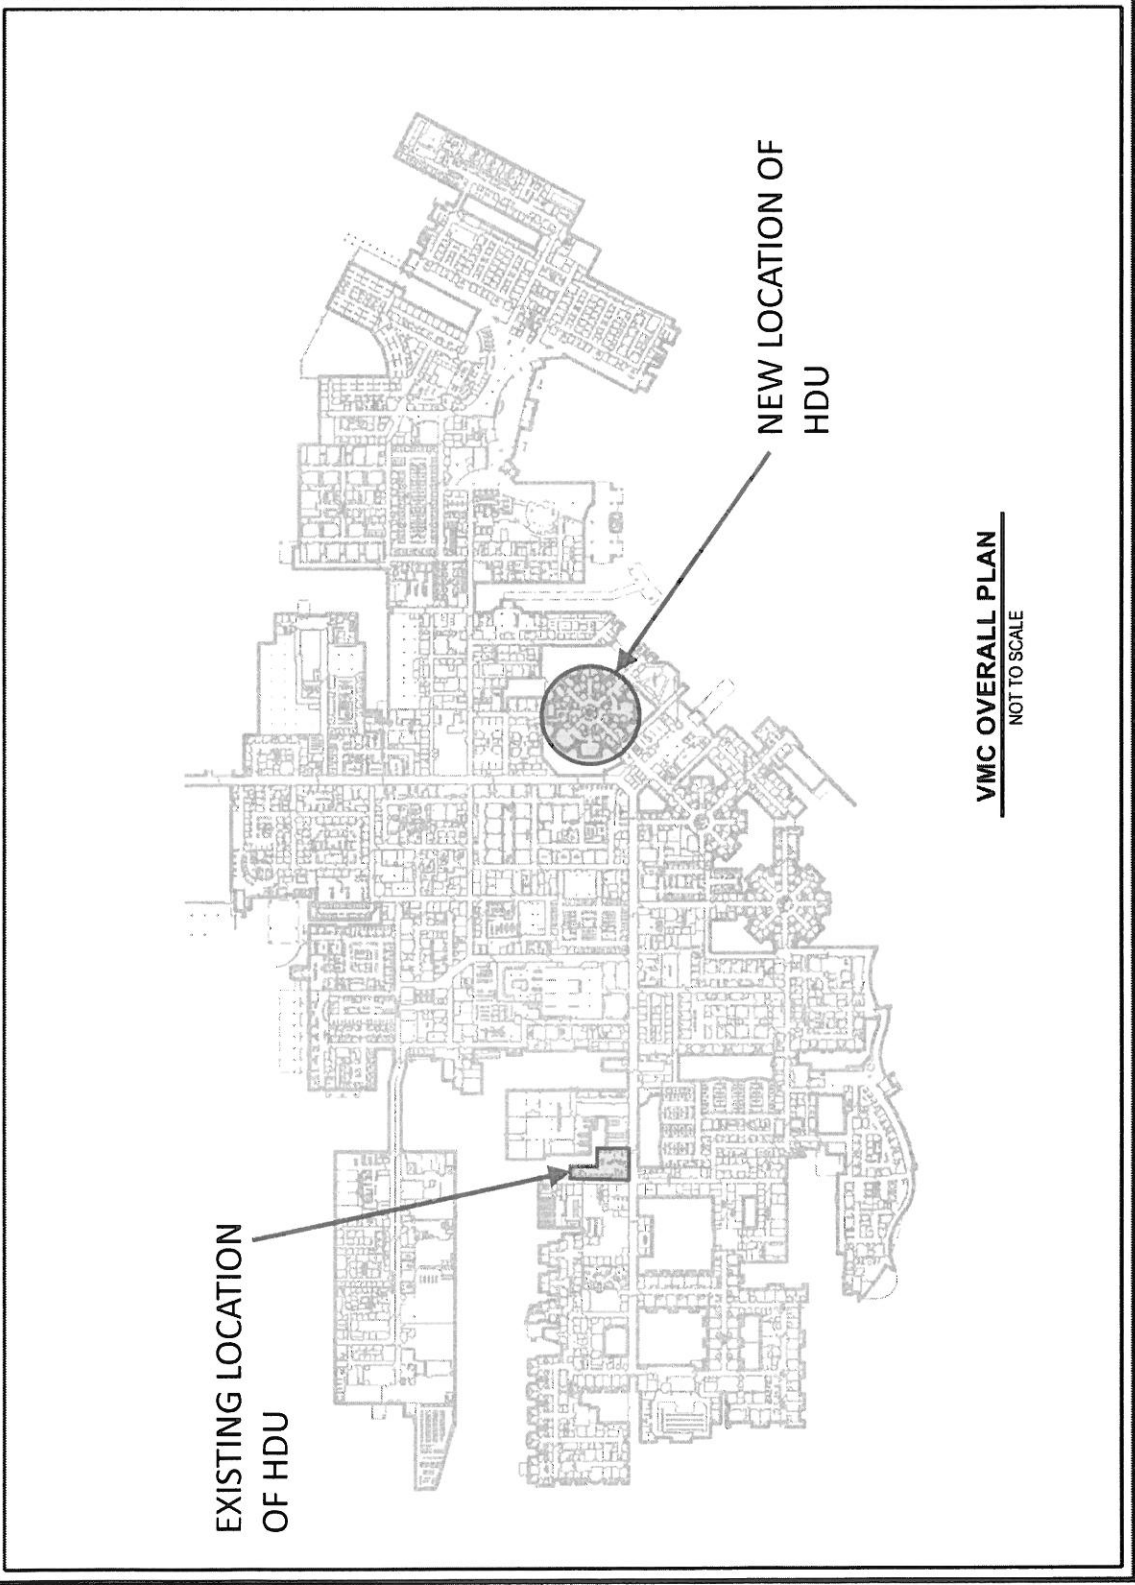 EXISTING LOCATION
OF HDU
NEW LOCATION OF
HDU
VMC OVERALL PLAN
NOT TO SCALE